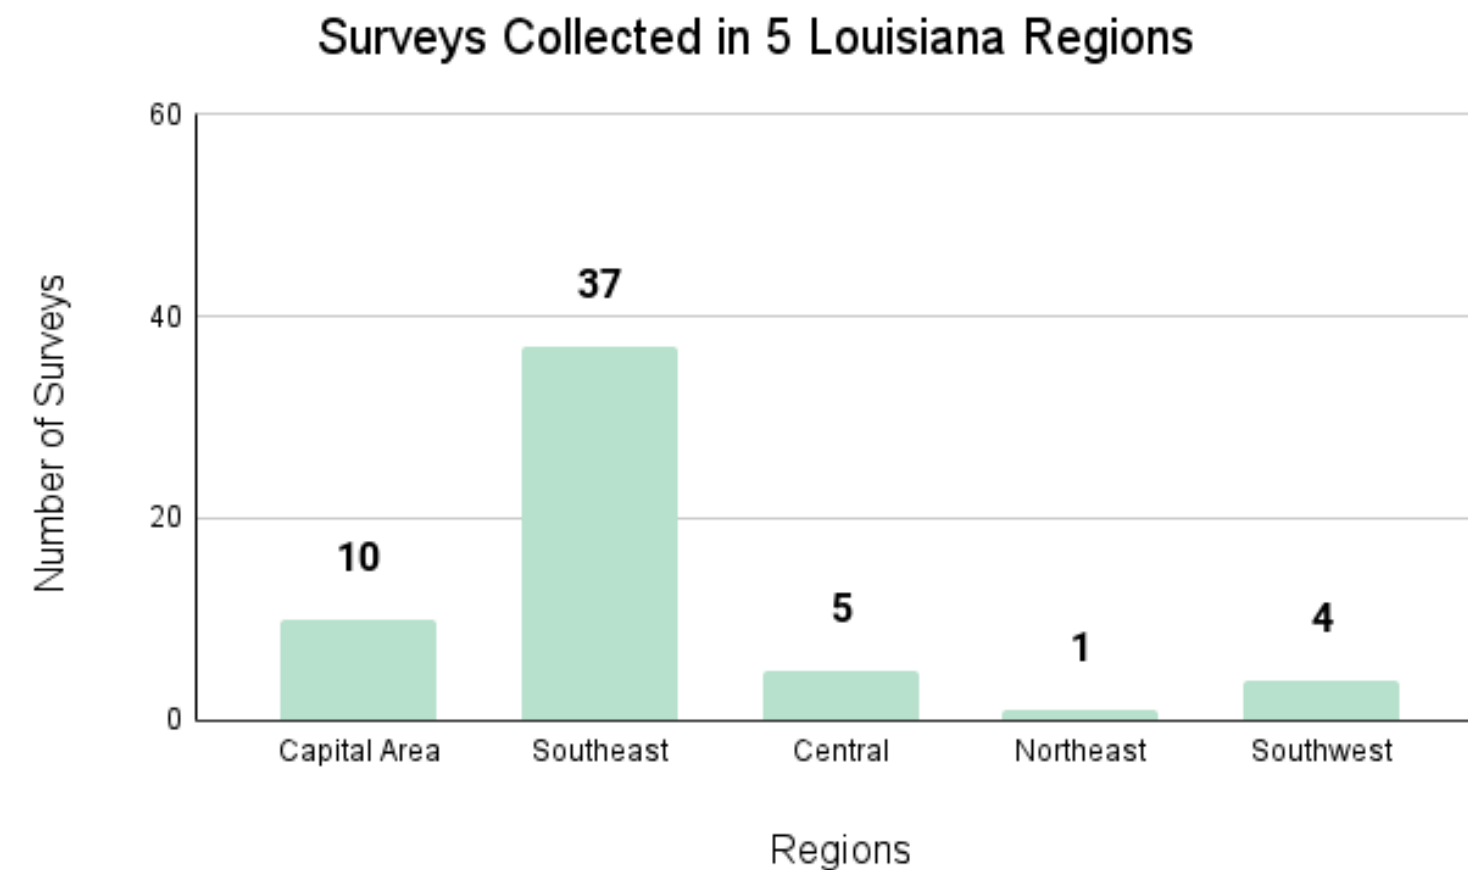 Surveys Collected in 5 Louisiana Regions
60
40
20
0
Number of Surveys
10
37
5
1
4
Capital Area
Southeast
Central
Northeast
Southwest
Regions